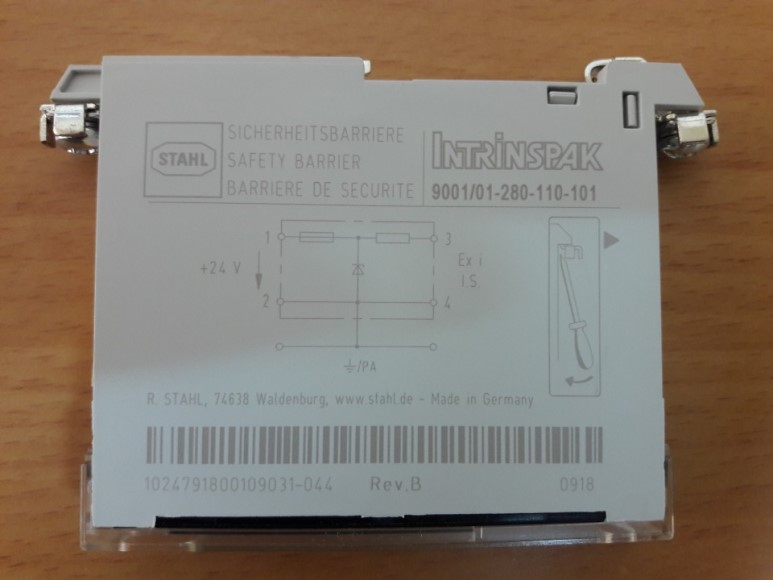 STAHL
SICHERHEITSBARRIERE
SAFETY BARRIER
BARRIERE DE SECURITE
INTRINSPAK
9001/01-280-110-101
1
3
+24 V
Ex i
I.S.
2
4
/PA
R. STAHL, 74638 Waldenburg, www.stahl.de - Made in Germany
1024791800109031-044 Rev.B 0918